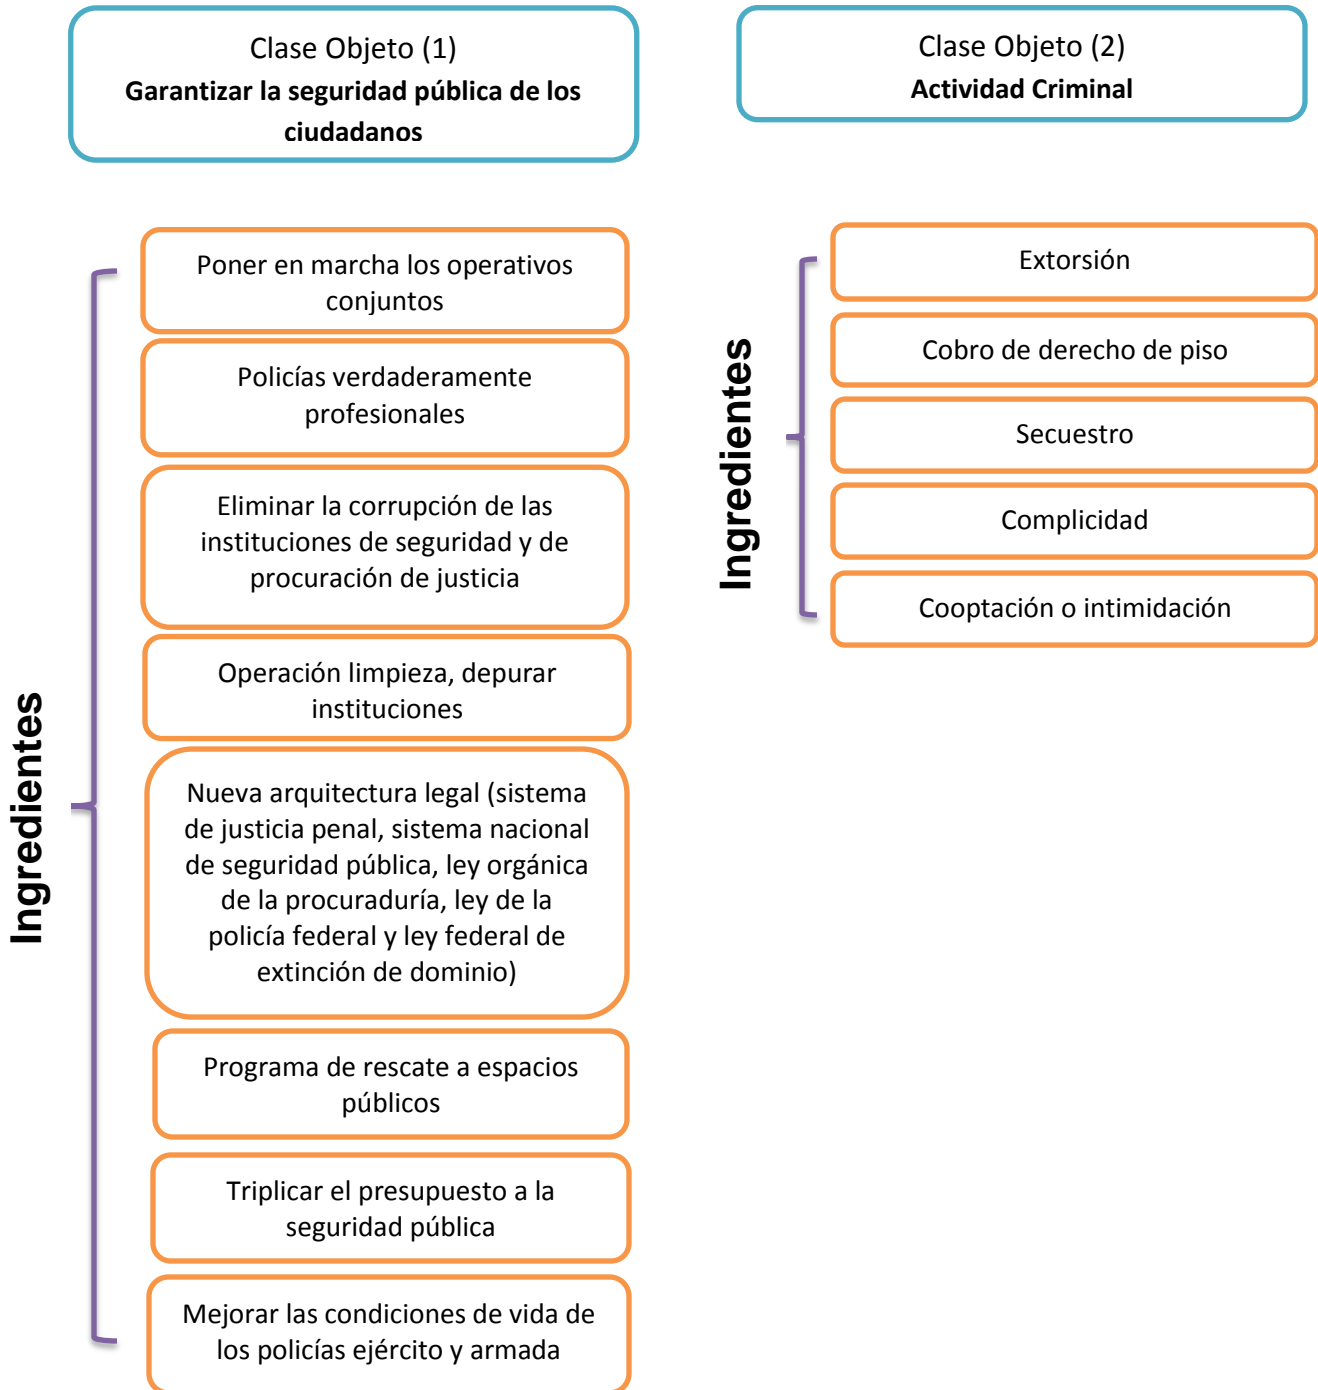 Clase Objeto (1)
Garantizar la seguridad pública de los
ciudadanos
Ingredientes
Poner en marcha los operativos
conjuntos
Policías verdaderamente
profesionales
Eliminar la corrupción de las
instituciones de seguridad y de
procuración de justicia
Operación limpieza, depurar
instituciones
Nueva arquitectura legal (sistema
de justicia penal, sistema nacional
de seguridad pública, ley orgánica
de la procuraduría, ley de la
policía federal y ley federal de
extinción de dominio)
Programa de rescate a espacios
públicos
Triplicar el presupuesto a la
seguridad pública
Mejorar las condiciones de vida de
los policías ejército y armada
Clase Objeto (2)
Actividad Criminal
Ingredientes
Extorsión
Cobro de derecho de piso
Secuestro
Complicidad
Cooptación o intimidación